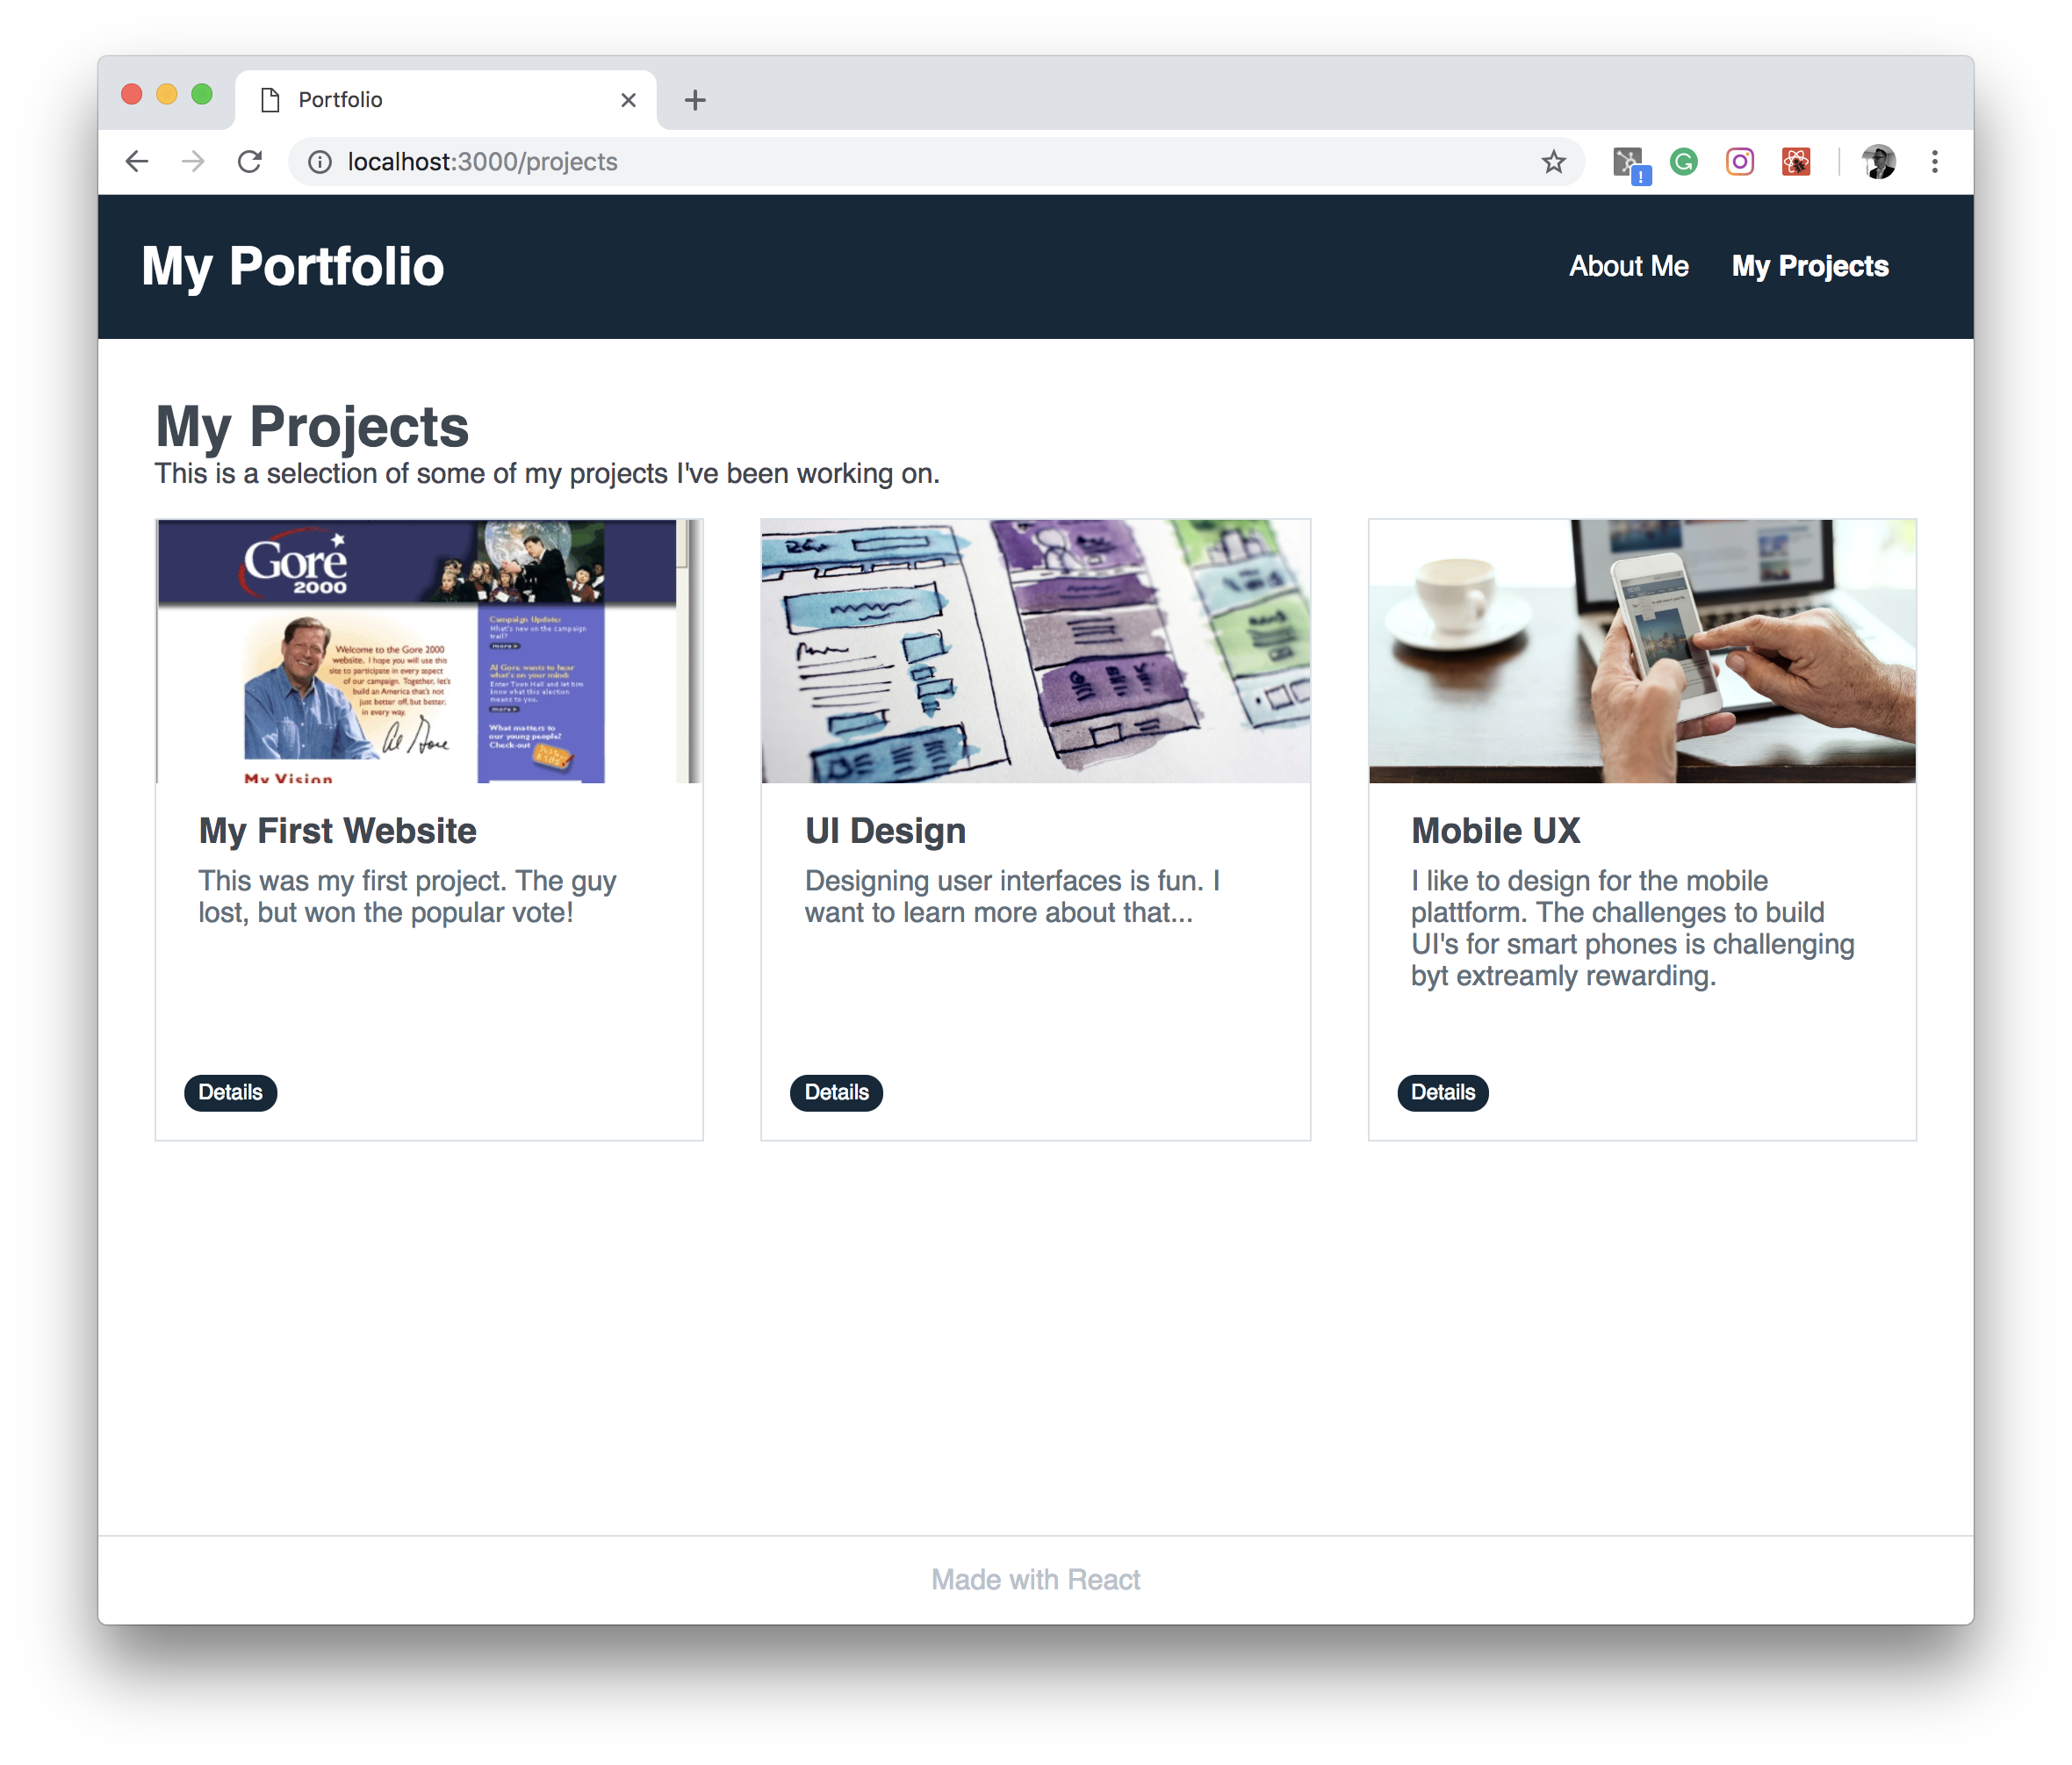 Portfolio
localhost:3000/projects
My Portfolio
About Me
My Projects
My Projects
This is a selection of some of my projects I've been working on.
Gore
2000
Welcome to the Gore 2000
website. I hope you will use this
site to participate in every aspect
of our campaign. Together, let's
build an America that's not
just better off, but better,
in every way.
Al Gore
My Vision
Campaign Updates
What's new on the campaign
trail?
more
Al Gore wants to hear
what's on your mind:
Enter Town Hall and let him
know what this election
means to you.
more
What matters to
our young people?
Check out
My First Website
This was my first project. The guy
lost, but won the popular vote!
Details
UI Design
Designing user interfaces is fun. I
want to learn more about that...
Details
Mobile UX
I like to design for the mobile
plattform. The challenges to build
UI's for smart phones is challenging
byt extreamly rewarding.
Details
Made with React